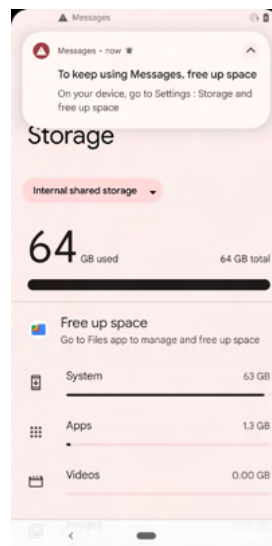 Messages
Messages • now
To keep using Messages, free up space
On your device, go to Settings : Storage and
free up space
Storage
Internal shared storage
64 GB used
64 GB total
Free up space
Go to Files app to manage and free up space
System
63 GB
Apps
1.3 GB
Videos
0.00 GB
Images